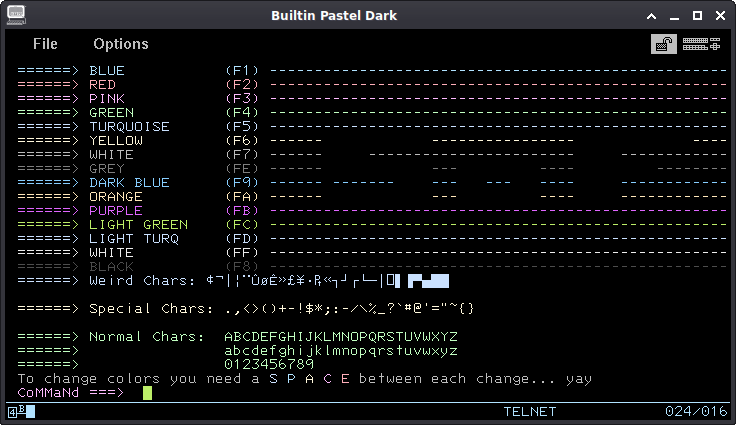 Builtin Pastel Dark
File Options
======> BLUE (F1) ----------------------------------------------------------
======> RED (F2) ----------------------------------------------------------
======> PINK (F3) ----------------------------------------------------------
======> GREEN (F4) ----------------------------------------------------------
======> TURQUOISE (F5) ----------------------------------------------------------
======> YELLOW (F6) ------- --- --- ----
======> WHITE (F7) ------- --------------------------- --------------
======> GREY (FE) --- --- --------------
======> DARK BLUE (F9) ------- -------- --- --- ---- --------------
======> ORANGE (FA) ------- --- --- --------------
======> PURPLE (FB) ----------------------------------------------------------
======> LIGHT GREEN (FC) ----------------------------------------------------------
======> LIGHT TURQ (FD) ----------------------------------------------------------
======> WHITE (FF) ----------------------------------------------------------
======> BLACK (F8) ----------------------------------------------------------
======> Weird Chars:
======> Special Chars: .,<>()+-!$*;:-/\%_?`#@'="~{}
======> Normal Chars: ABCDEFGHIJKLMNOPQRSTUVWXYZ
======> abcdefghijklmnopqrstuvwxyz
======> 0123456789
To change colors you need a S P A C E between each change... yay
CoMMaNd ===>
4 B TELNET 024/016